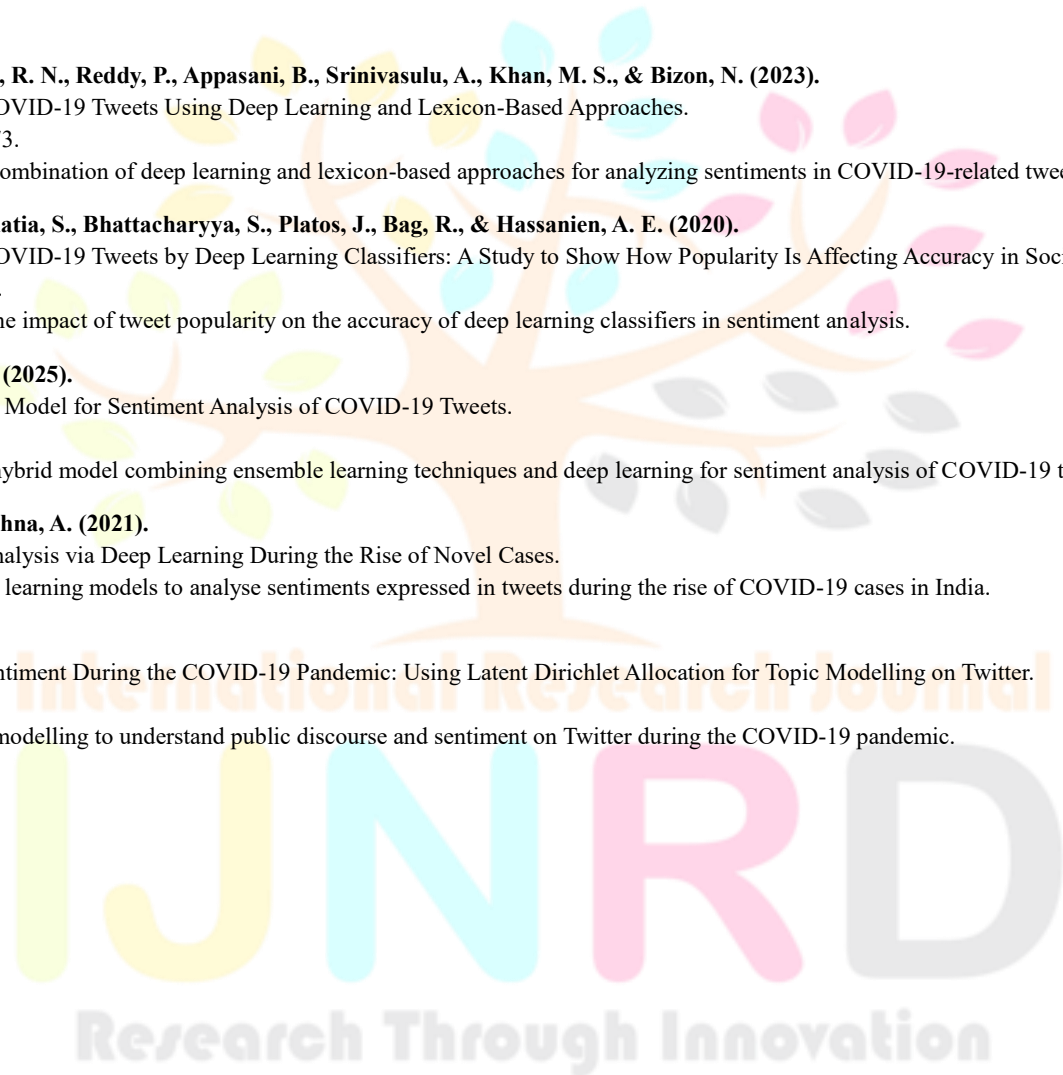 , R. N., Reddy, P., Appasani, B., Srinivasulu, A., Khan, M. S., & Bizon, N. (2023).
OVID-19 Tweets Using Deep Learning and Lexicon-Based Approaches.
73.
ombination of deep learning and lexicon-based approaches for analyzing sentiments in COVID-19-related twee
atia, S., Bhattacharyya, S., Platos, J., Bag, R., & Hassanien, A. E. (2020).
OVID-19 Tweets by Deep Learning Classifiers: A Study to Show How Popularity Is Affecting Accuracy in Soci
.
he impact of tweet popularity on the accuracy of deep learning classifiers in sentiment analysis.
(2025).
Model for Sentiment Analysis of COVID-19 Tweets.
hybrid model combining ensemble learning techniques and deep learning for sentiment analysis of COVID-19 t
hna, A. (2021).
nalysis via Deep Learning During the Rise of Novel Cases.
learning models to analyse sentiments expressed in tweets during the rise of COVID-19 cases in India.
ntiment During the COVID-19 Pandemic: Using Latent Dirichlet Allocation for Topic Modelling on Twitter.
International Research Journal
modelling to understand public discourse and sentiment on Twitter during the COVID-19 pandemic.
IJNRD
Research Through Innovation